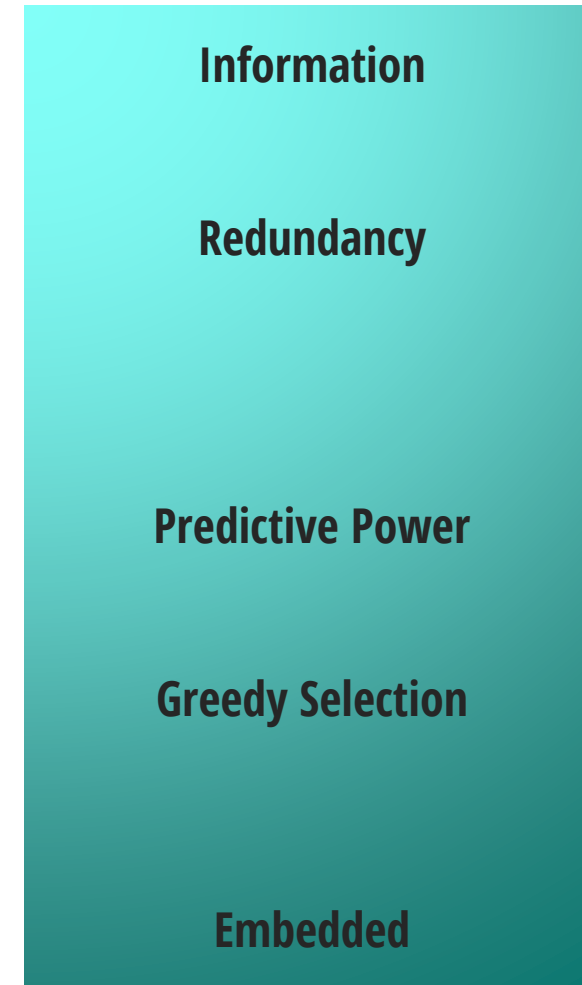 Information
Redundancy
Predictive Power
Greedy Selection
Embedded